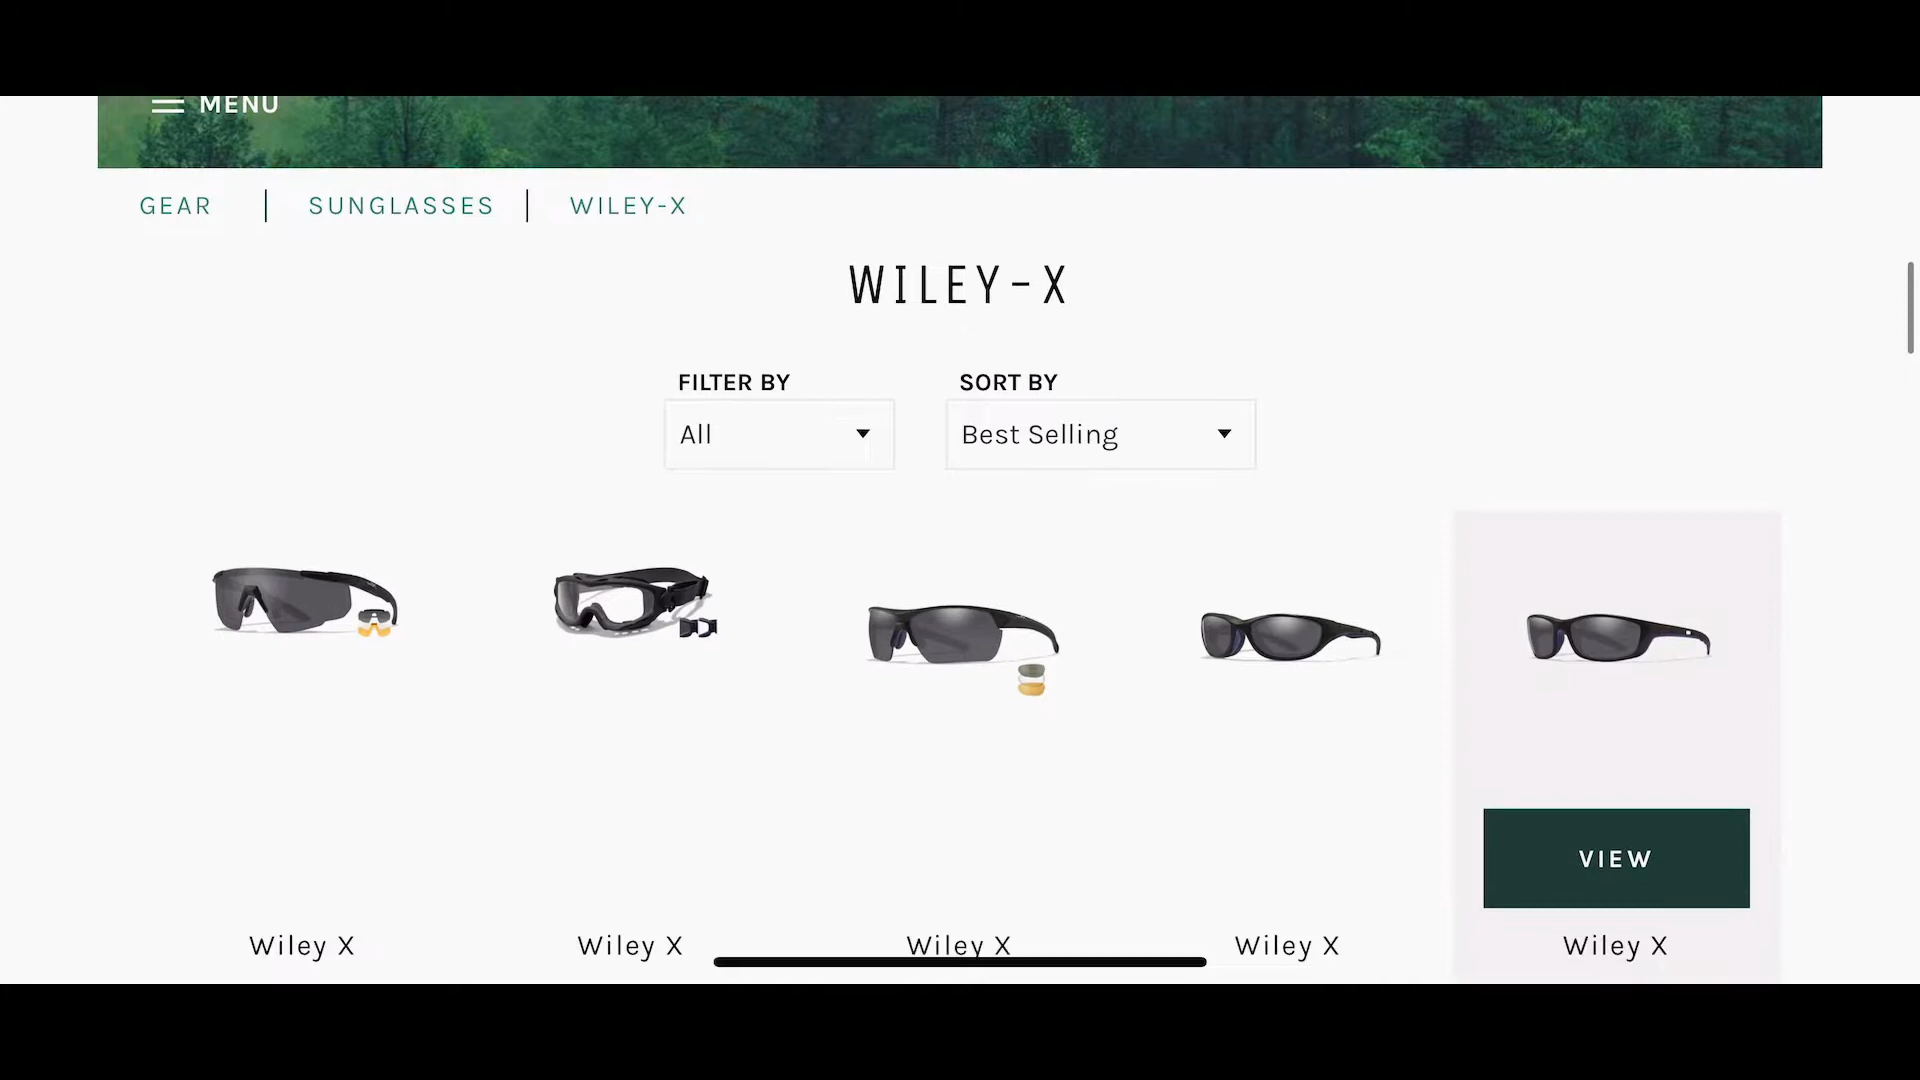 MENU
GEAR | SUNGLASSES | WILEY-X
WILEY-X
FILTER BY SORT BY
All Best Selling
VIEW
Wiley X Wiley X Wiley X Wiley X Wiley X